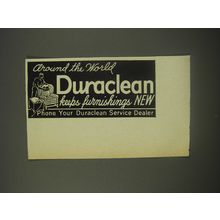 Around the World
Duraclean
keeps furnishings NEW
Phone Your Duraclean Service Dealer